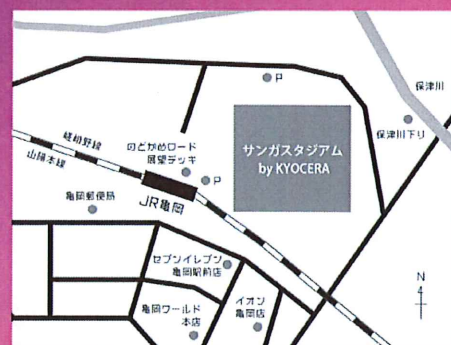 P
保津川
保津川下り
サンガスタジアム
by KYOCERA
嵯峨野線
山陽本線
のどかめロード
展望デッキ
P
JR亀岡
亀岡郵便局
セブンイレブン
亀岡駅前店
亀岡ワールド
本店
イオン
亀岡店
N
4